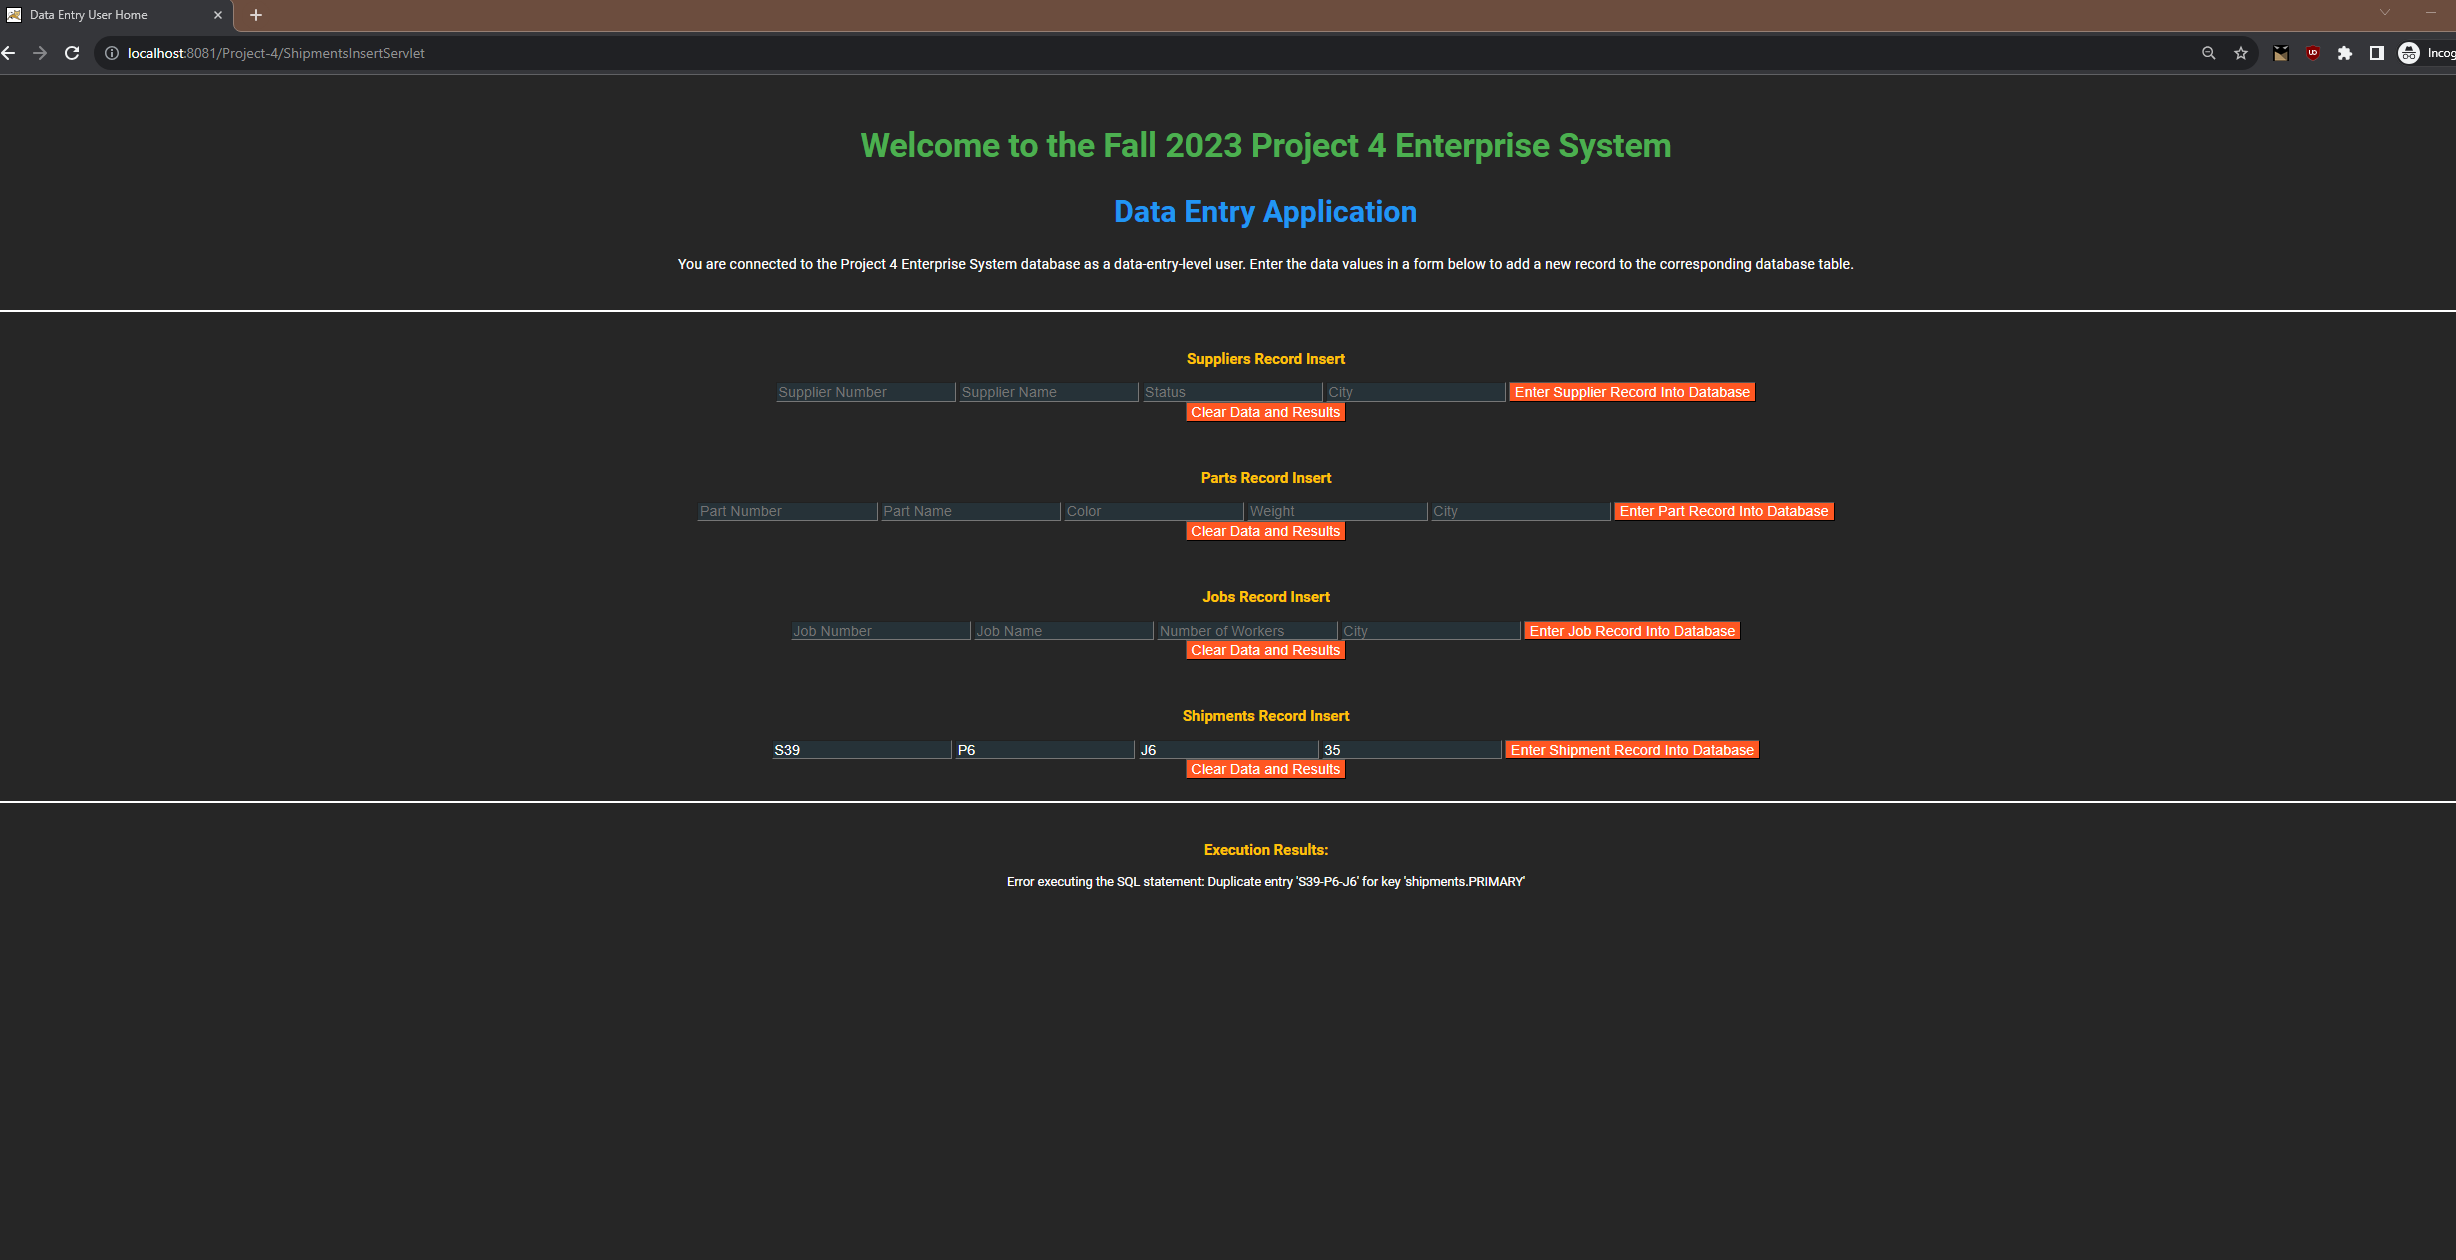 Data Entry User Home
localhost:8081/Project-4/ShipmentsInsertServlet
Incog
Welcome to the Fall 2023 Project 4 Enterprise System
Data Entry Application
You are connected to the Project 4 Enterprise System database as a data-entry-level user. Enter the data values in a form below to add a new record to the corresponding database table.
Suppliers Record Insert
Supplier Number Supplier Name Status City Enter Supplier Record Into Database
Clear Data and Results
Parts Record Insert
Part Number Part Name Color Weight City Enter Part Record Into Database
Clear Data and Results
Jobs Record Insert
Job Number Job Name Number of Workers City Enter Job Record Into Database
Clear Data and Results
Shipments Record Insert
S39 P6 J6 35 Enter Shipment Record Into Database
Clear Data and Results
Execution Results:
Error executing the SQL statement: Duplicate entry 'S39-P6-J6' for key 'shipments.PRIMARY'